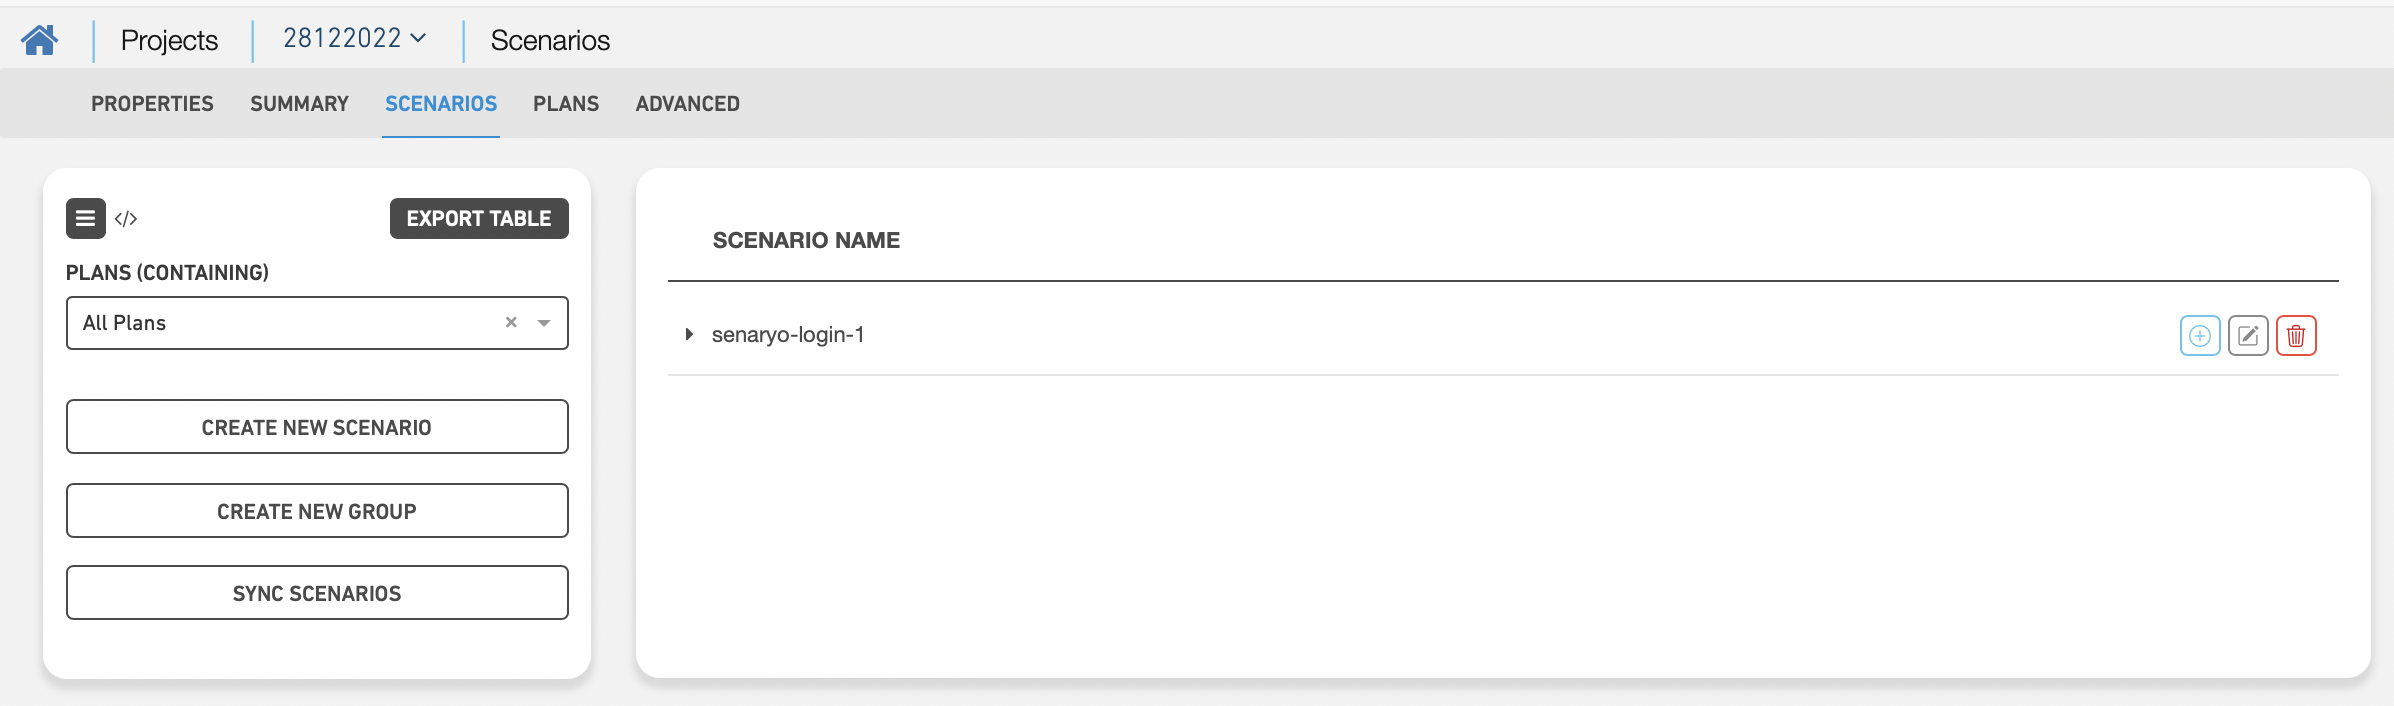 Projects
28122022
Scenarios
PROPERTIES
SUMMARY
SCENARIOS
PLANS
ADVANCED
</>
EXPORT TABLE
PLANS (CONTAINING)
All Plans
CREATE NEW SCENARIO
CREATE NEW GROUP
SYNC SCENARIOS
SCENARIO NAME
senaryo-login-1